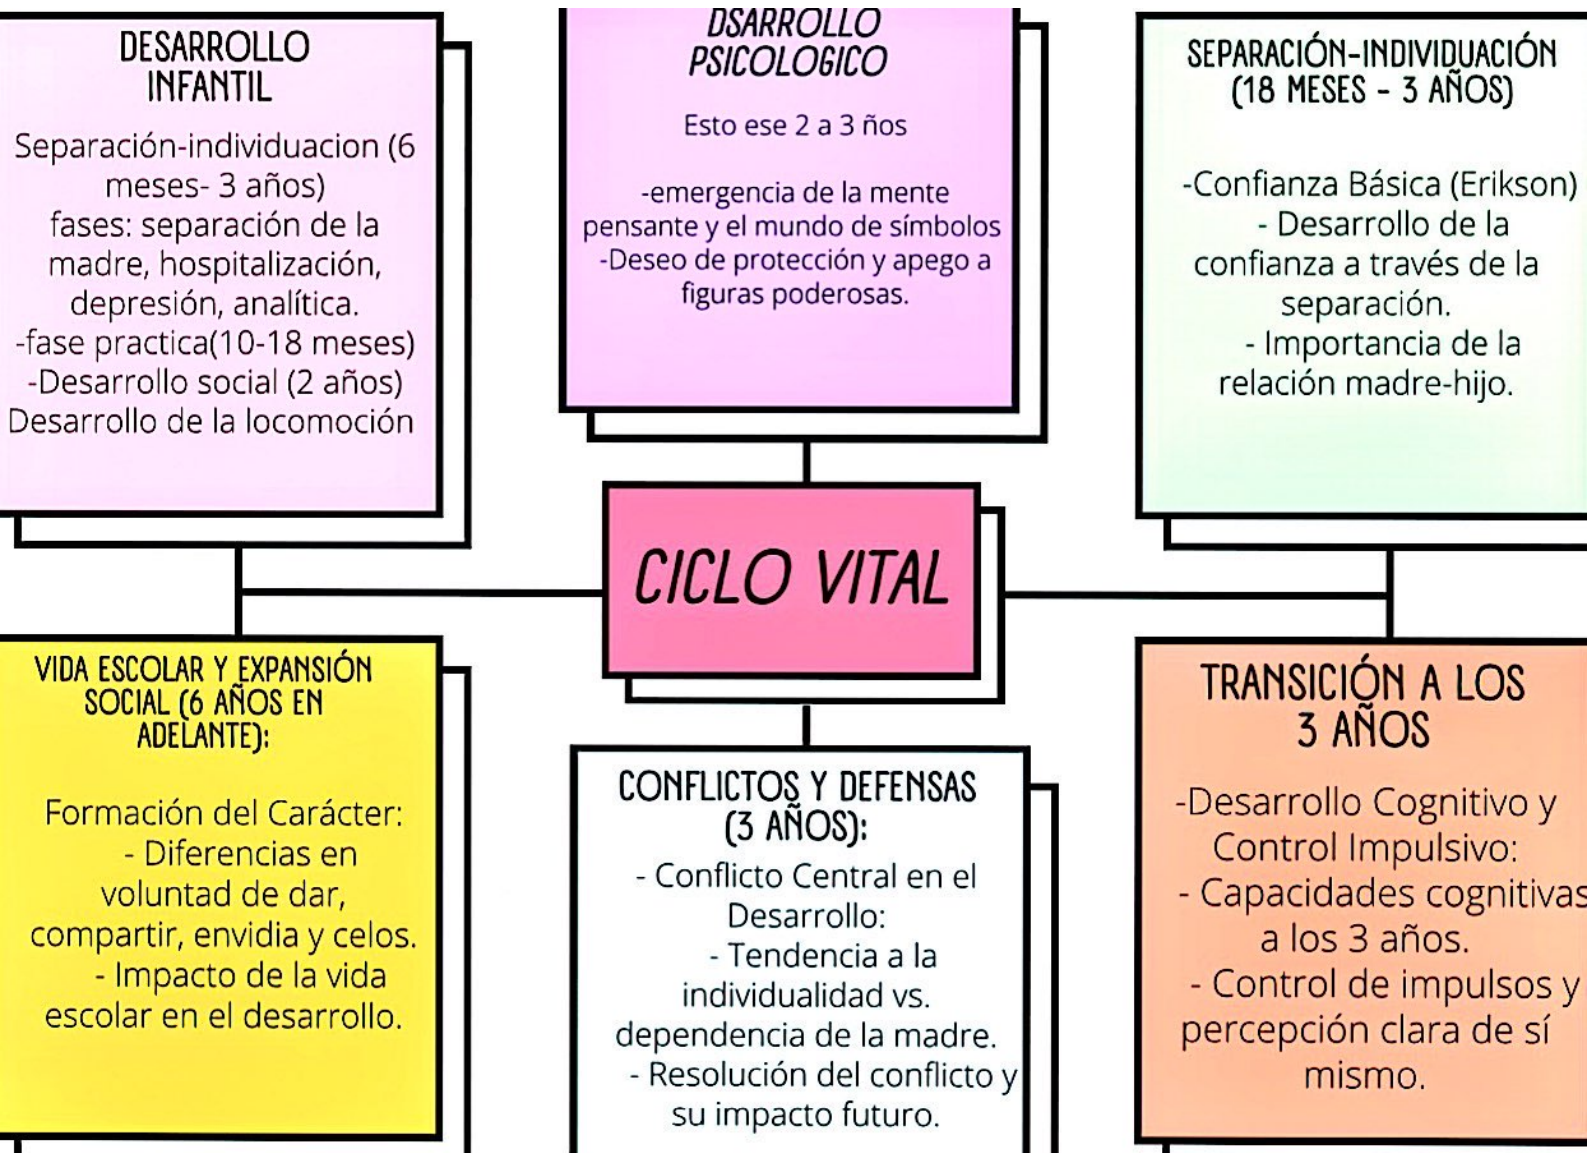 DESARROLLO
INFANTIL
Separación-individuacion (6
meses- 3 años)
fases: separación de la
madre, hospitalización,
depresión, analítica.
-fase practica(10-18 meses)
-Desarrollo social (2 años)
Desarrollo de la locomoción
DSARROLLO
PSICOLOGICO
Esto ese 2 a 3 ños
-emergencia de la mente
pensante y el mundo de símbolos
-Deseo de protección y apego a
figuras poderosas.
SEPARACIÓN-INDIVIDUACIÓN
(18 MESES - 3 AÑOS)
-Confianza Básica (Erikson)
- Desarrollo de la
confianza a través de la
separación.
- Importancia de la
relación madre-hijo.
CICLO VITAL
VIDA ESCOLAR Y EXPANSIÓN
SOCIAL (6 AÑOS EN
ADELANTE):
Formación del Carácter:
- Diferencias en
voluntad de dar,
compartir, envidia y celos.
- Impacto de la vida
escolar en el desarrollo.
CONFLICTOS Y DEFENSAS
(3 AÑOS):
- Conflicto Central en el
Desarrollo:
- Tendencia a la
individualidad vs.
dependencia de la madre.
- Resolución del conflicto y
su impacto futuro.
TRANSICIÓN A LOS
3 AÑOS
-Desarrollo Cognitivo y
Control Impulsivo:
- Capacidades cognitivas
a los 3 años.
- Control de impulsos y
percepción clara de sí
mismo.